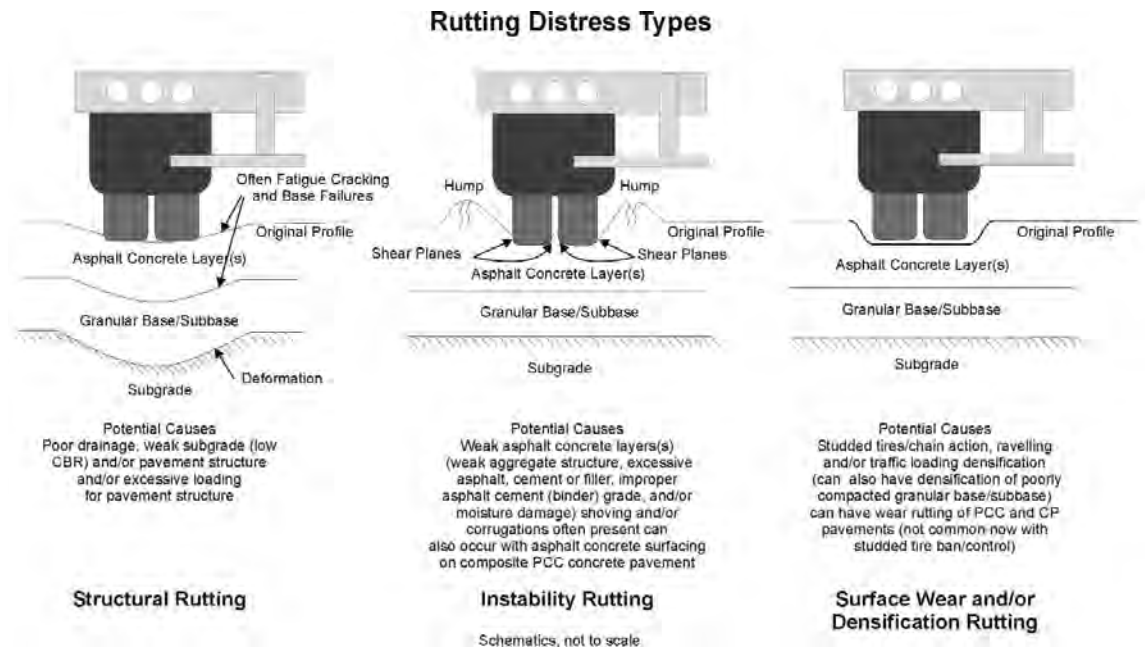 Rutting Distress Types
Often Fatigue Cracking
and Base Failures
Original Profile
Asphalt Concrete Layer(s)
Granular Base/Subbase
Deformation
Subgrade
Potential Causes
Poor drainage, weak subgrade (low
CBR) and/or pavement structure
and/or excessive loading
for pavement structure
Structural Rutting
Hump
Hump
Original Profile
Shear Planes
Shear Planes
Asphalt Concrete Layer(s)
Granular Base/Subbase
Subgrade
Potential Causes
Weak asphalt concrete layers(s)
(weak aggregate structure, excessive
asphalt, cement or filler, improper
asphalt cement (binder) grade, and/or
moisture damage) shoving and/or
corrugations often present can
also occur with asphalt concrete surfacing
on composite PCC concrete pavement
Instability Rutting
Schematics, not to scale
Original Profile
Asphalt Concrete Layer(s)
Granular Base/Subbase
Subgrade
Potential Causes
Studded tires/chain action, ravelling
and/or traffic loading densification
(can also have densification of poorly
compacted granular base/subbase)
can have wear rutting of PCC and CP
pavements (not common now with
studded tire ban/control)
Surface Wear and/or
Densification Rutting